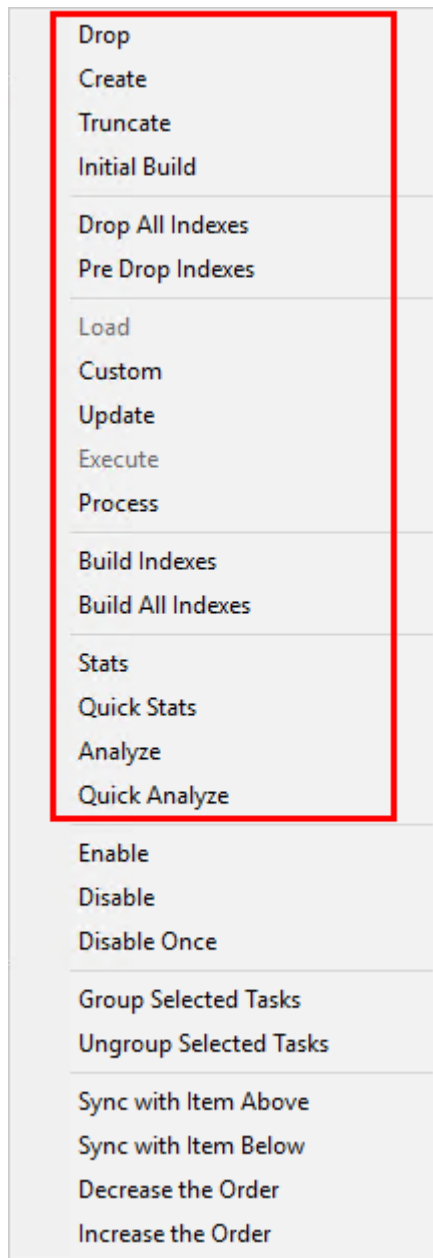 Drop
Create
Truncate
Initial Build
Drop All Indexes
Pre Drop Indexes
Load
Custom
Update
Execute
Process
Build Indexes
Build All Indexes
Stats
Quick Stats
Analyze
Quick Analyze
Enable
Disable
Disable Once
Group Selected Tasks
Ungroup Selected Tasks
Sync with Item Above
Sync with Item Below
Decrease the Order
Increase the Order